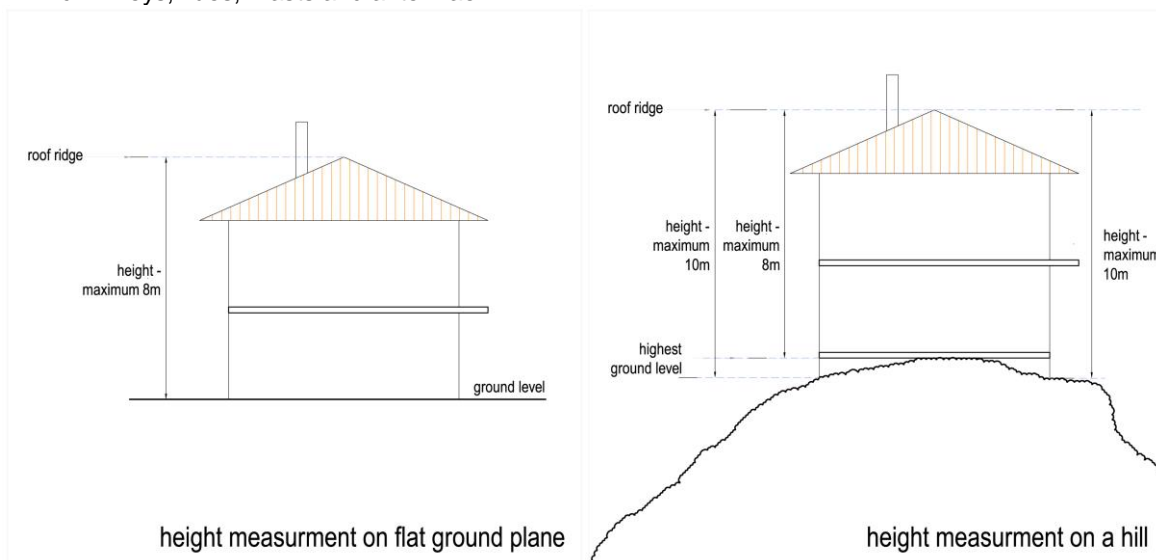 roof ridge
height -
maximum 8m
ground level
height measurment on flat ground plane
roof ridge
height -
maximum
10m
height -
maximum
8m
height -
maximum
10m
highest
ground level
height measurment on a hill